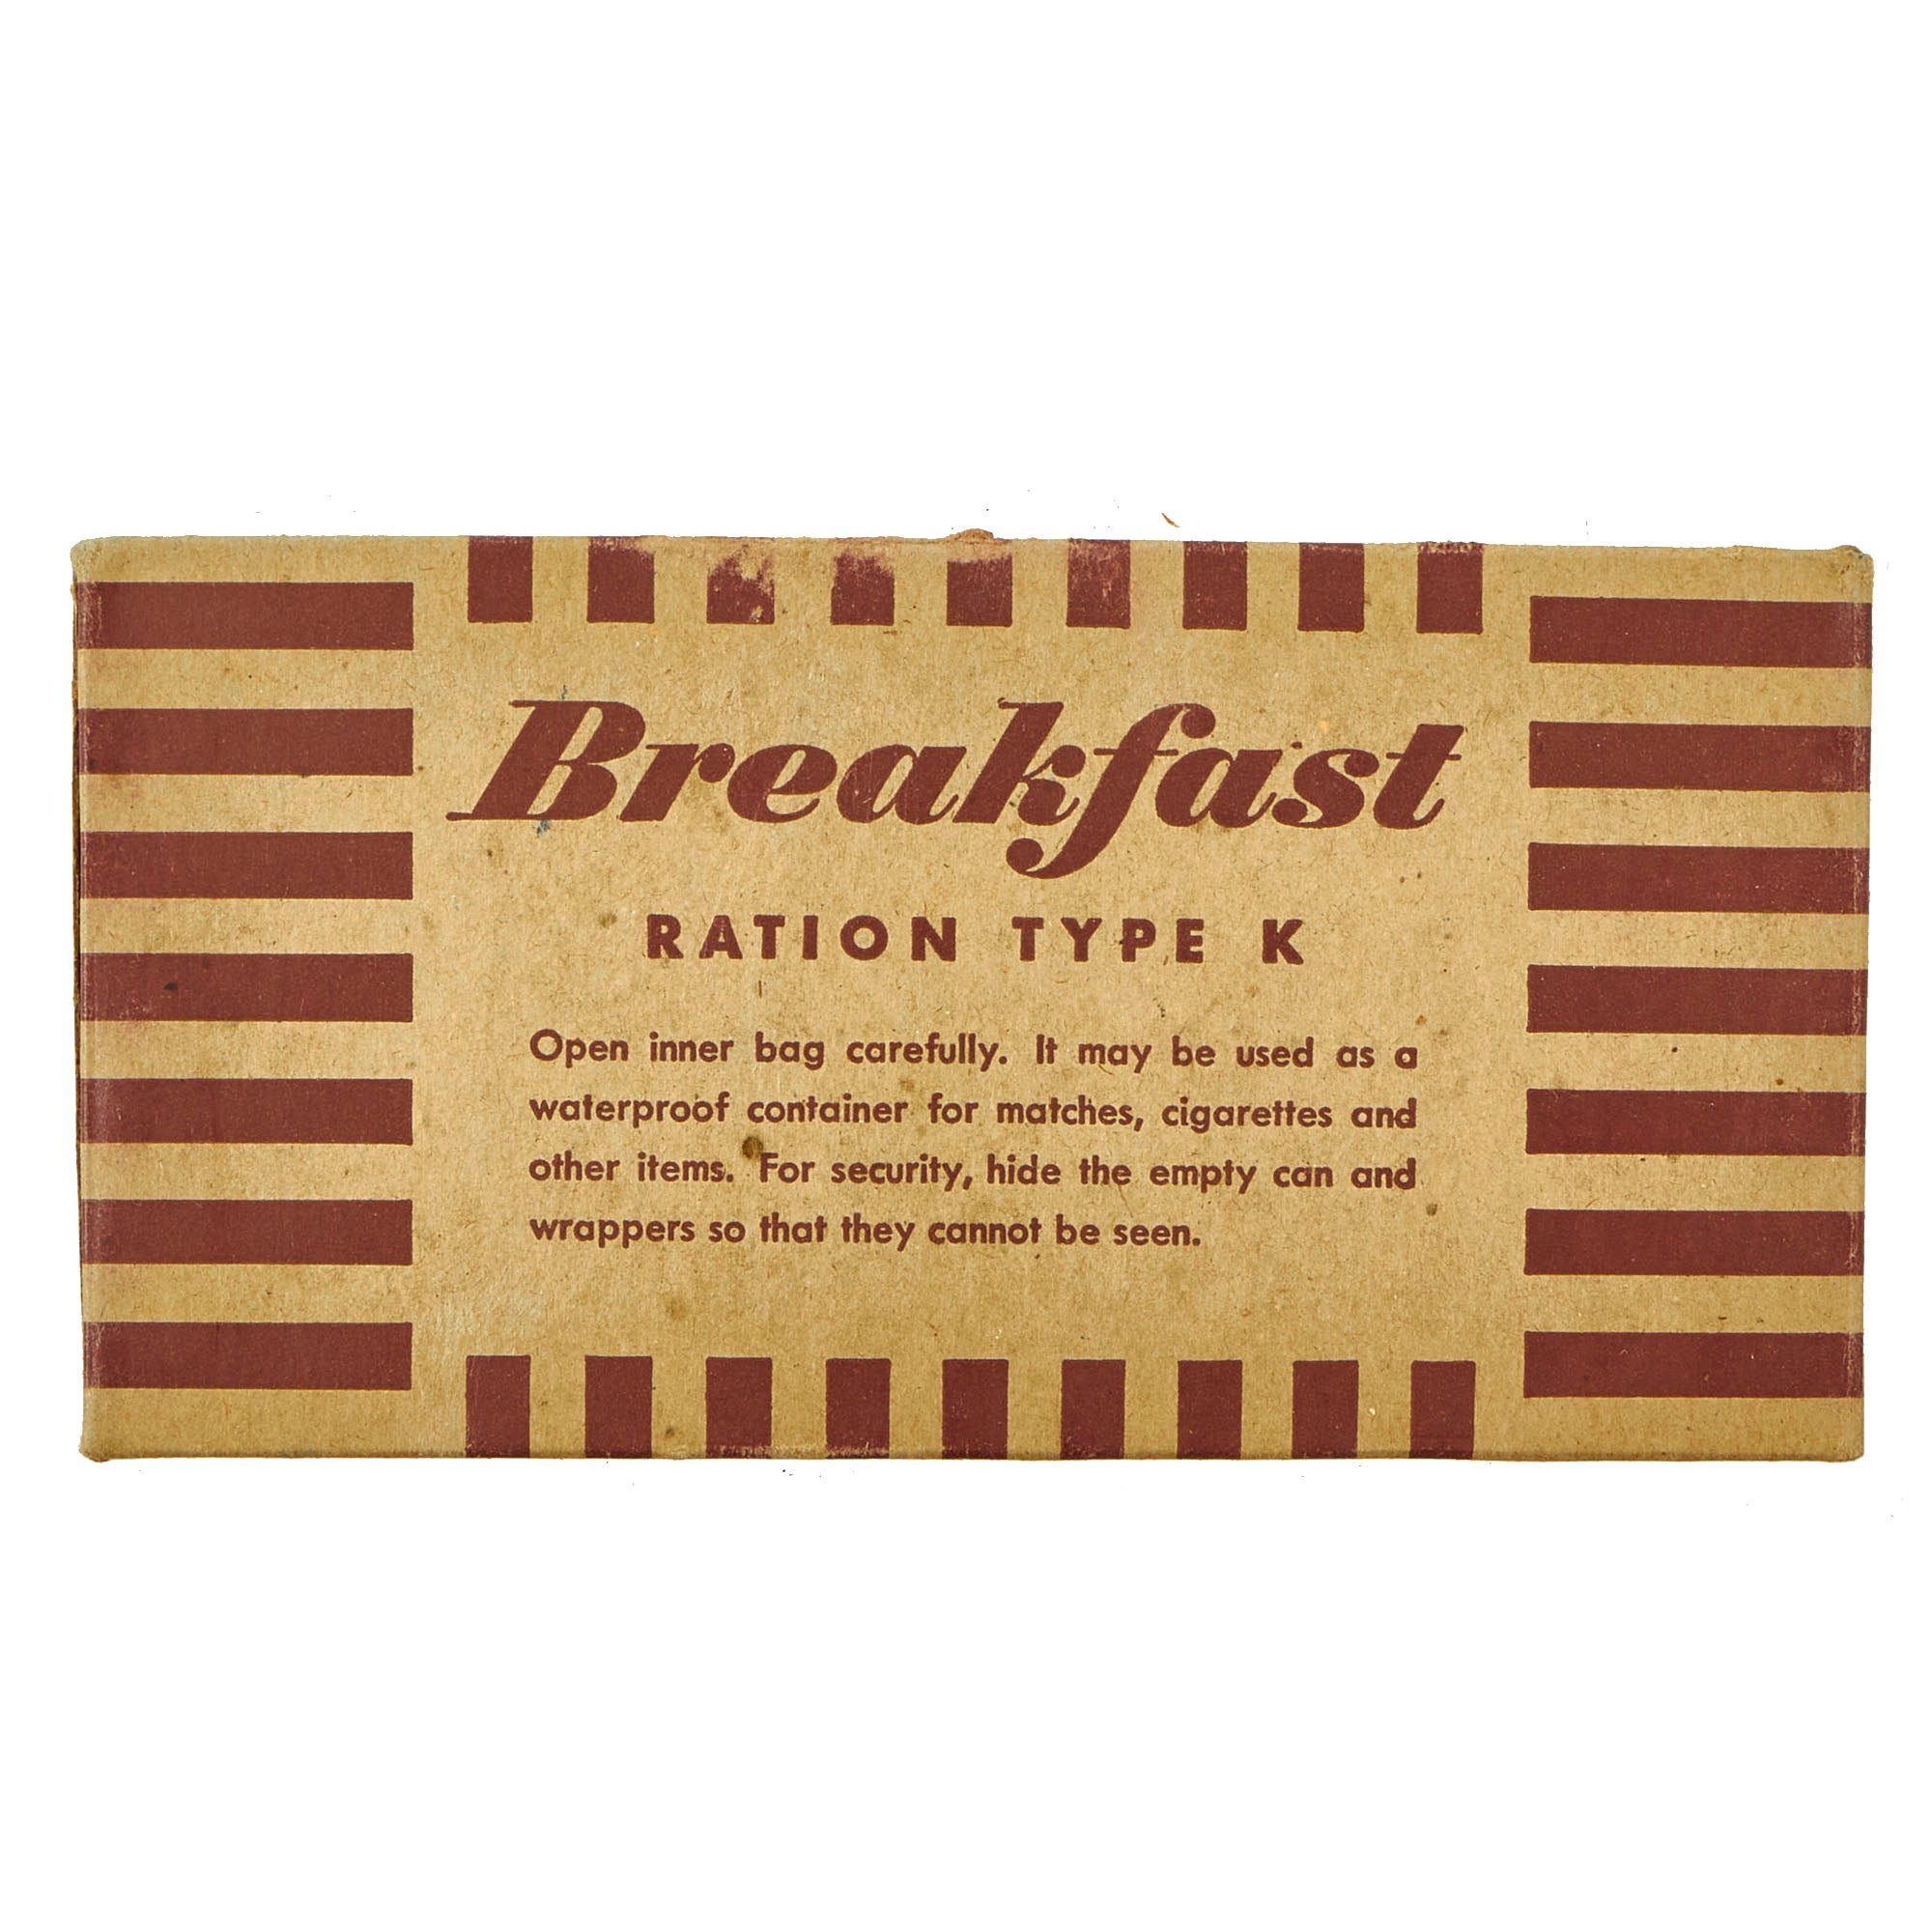 Breakfast
RATION TYPE K
Open inner bag carefully. It may be used as a
waterproof container for matches, cigarettes and
other items. For security, hide the empty can and
wrappers so that they cannot be seen.